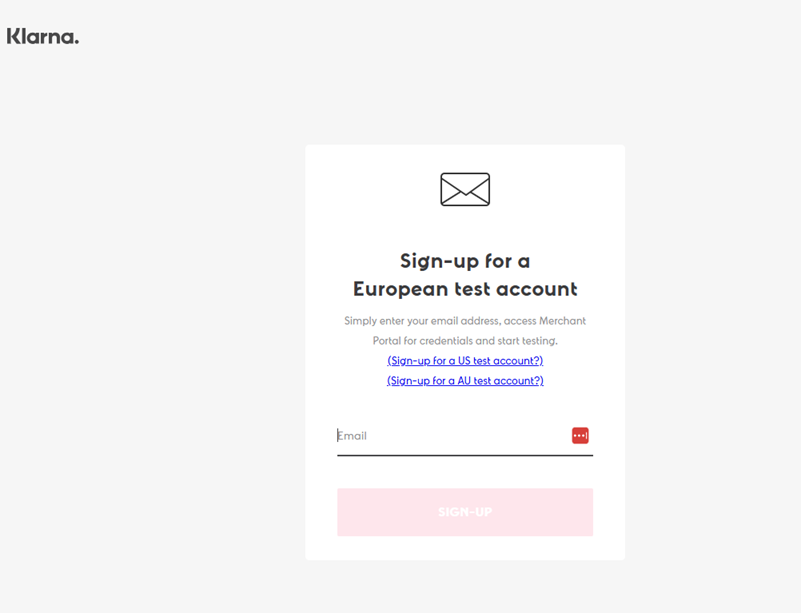 Klarna.
Sign-up for a
European test account
Simply enter your email address, access Merchant
Portal for credentials and start testing.
(Sign-up for a US test account?)
(Sign-up for a AU test account?)
Email
SIGN-UP